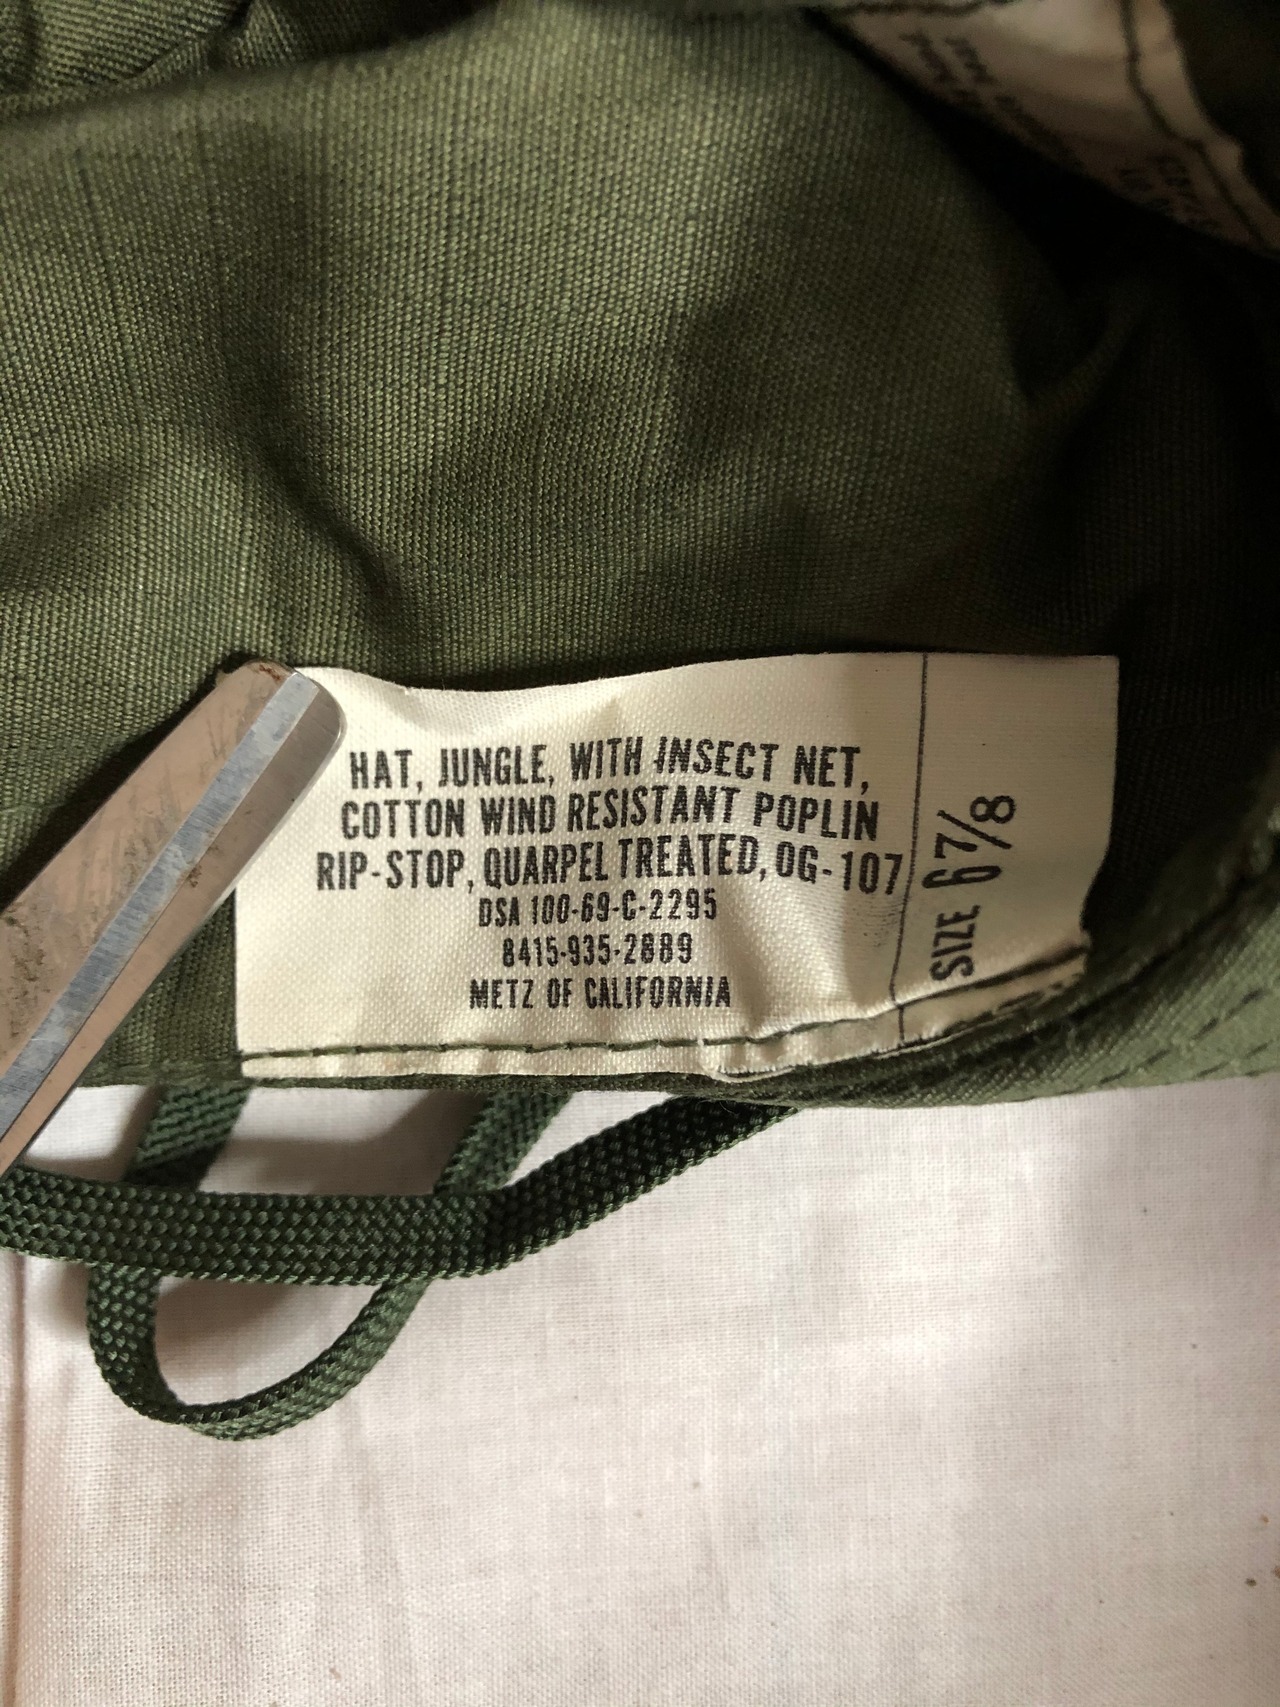 HAT, JUNGLE, WITH INSECT NET,
COTTON WIND RESISTANT POPLIN
RIP-STOP, QUARPEL TREATED, OG-107
DSA 100-69-C-2295
8415-935-2889
METZ OF CALIFORNIA
SIZE 6 7/8